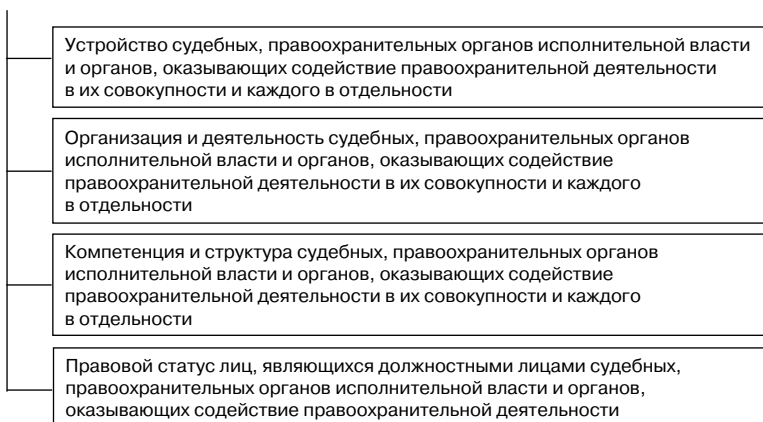 Устройство судебных, правоохранительных органов исполнительной власти
и органов, оказывающих содействие правоохранительной деятельности
в их совокупности и каждого в отдельности
Организация и деятельность судебных, правоохранительных органов
исполнительной власти и органов, оказывающих содействие
правоохранительной деятельности в их совокупности и каждого
в отдельности
Компетенция и структура судебных, правоохранительных органов
исполнительной власти и органов, оказывающих содействие
правоохранительной деятельности в их совокупности и каждого
в отдельности
Правовой статус лиц, являющихся должностными лицами судебных,
правоохранительных органов исполнительной власти и органов,
оказывающих содействие правоохранительной деятельности